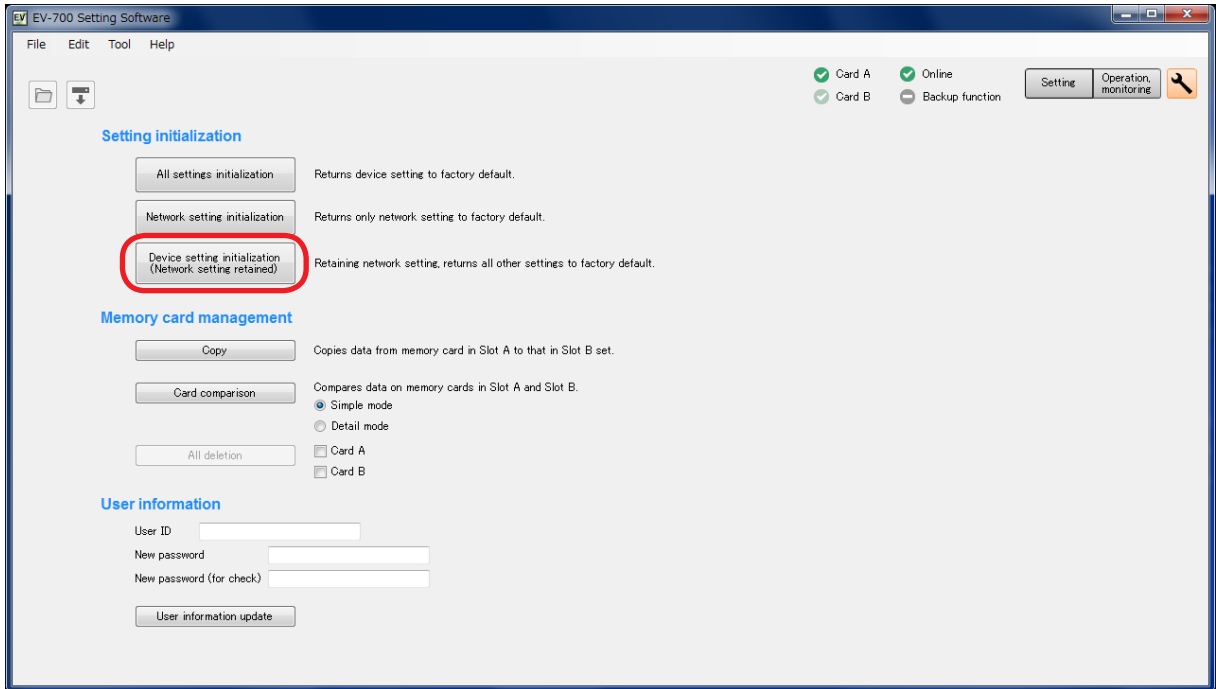 EV EV-700 Setting Software
File Edit Tool Help
Card A Online
Card B Backup function
Setting
Operation,
monitoring
Setting initialization
All settings initialization Returns device setting to factory default.
Network setting initialization Returns only network setting to factory default.
Device setting initialization
(Network setting retained)
Retaining network setting, returns all other settings to factory default.
Memory card management
Copy Copies data from memory card in Slot A to that in Slot B set.
Card comparison Compares data on memory cards in Slot A and Slot B.
Simple mode
Detail mode
All deletion Card A
Card B
User information
User ID
New password
New password (for check)
User information update